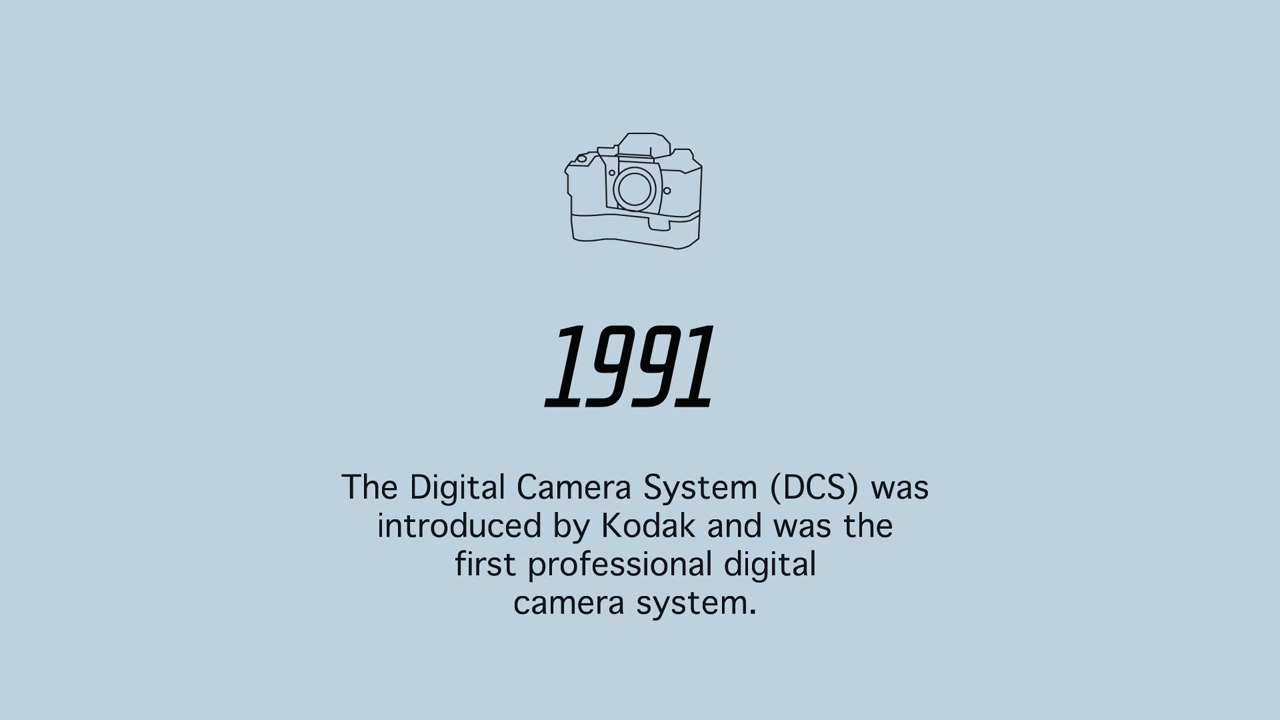 1991
The Digital Camera System (DCS) was
introduced by Kodak and was the
first professional digital
camera system.